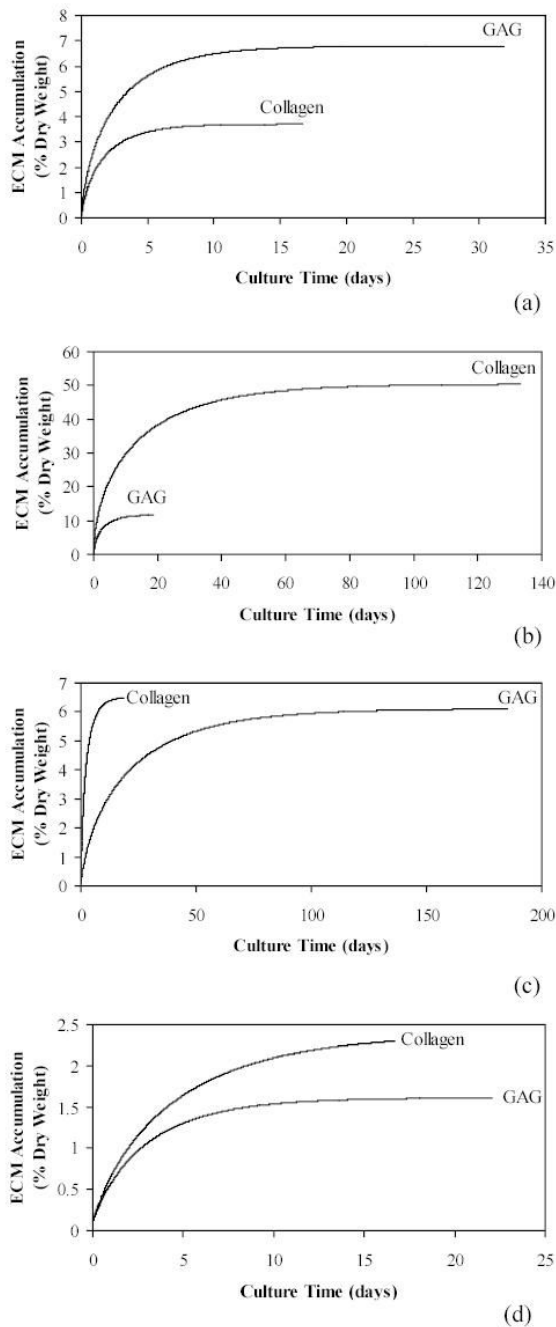 8
7
6
5
4
3
2
1
0
ECM Accumulation
(% Dry Weight)
GAG
Collagen
0 5 10 15 20 25 30 35
Culture Time (days)
(a)
60
50
40
30
20
10
0
ECM Accumulation
(% Dry Weight)
Collagen
GAG
0 20 40 60 80 100 120 140
Culture Time (days)
(b)
7
6
5
4
3
2
1
0
ECM Accumulation
(% Dry Weight)
Collagen
GAG
0 50 100 150 200
Culture Time (days)
(c)
2.5
2
1.5
1
0.5
0
ECM Accumulation
(% Dry Weight)
Collagen
GAG
0 5 10 15 20 25
Culture Time (days)
(d)